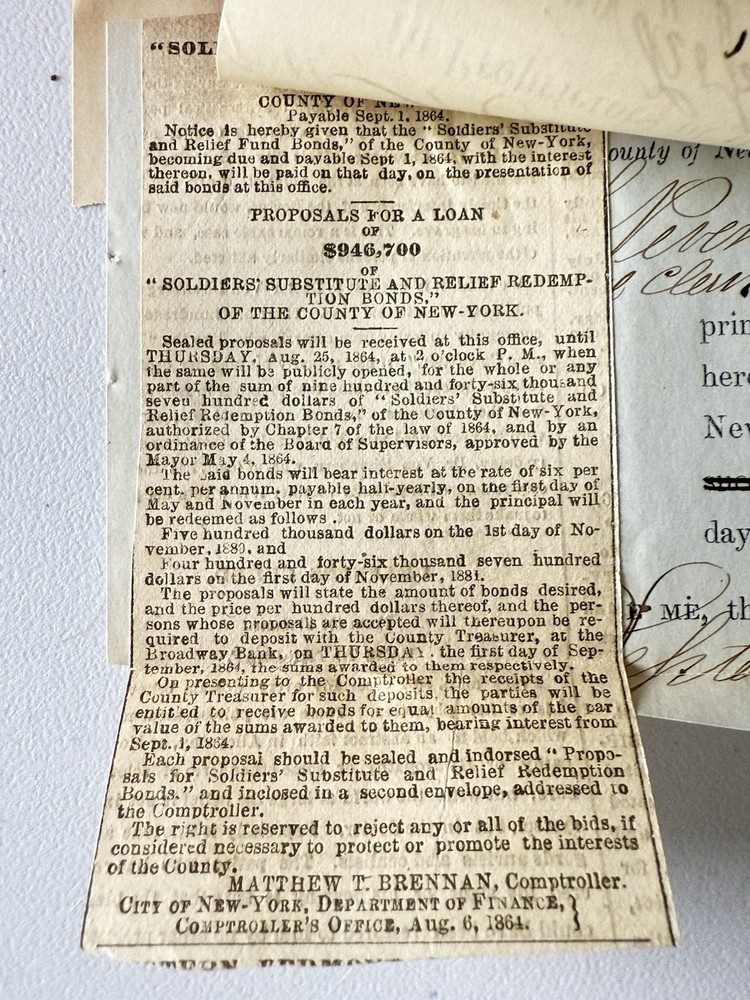 "SOL
COUNTY OF NE
Payable Sept. 1, 1864.
Notice is hereby given that the "Soldiers' Substitute
and Relief Fund Bonds," of the County of New-York,
becoming due and payable Sept 1, 1864, with the interest
thereon, will be paid on that day, on the presentation of
said bonds at this office.
PROPOSALS FOR A LOAN
OF
$946,700
OF
"SOLDIERS' SUBSTITUTE AND RELIEF REDEMP-
TION BONDS,"
OF THE COUNTY OF NEW-YORK.
Sealed proposals will be received at this office, until
THURSDAY, Aug. 25, 1864, at 2 o'clock P. M., when
the same will be publicly opened, for the whole or any
part of the sum of nine hundred and forty-six thousand
seven hundred dollars of "Soldiers' Substitute and
Relief Redemption Bonds," of the County of New-York,
authorized by Chapter 7 of the law of 1864, and by an
ordinance of the Board of Supervisors, approved by the
Mayor May 4, 1864.
The said bonds will bear interest at the rate of six per
cent. per annum, payable half-yearly, on the first day of
May and November in each year, and the principal will
be redeemed as follows.
Five hundred thousand dollars on the 1st day of No-
vember, 1880, and
Four hundred and forty-six thousand seven hundred
dollars on the first day of November, 1881.
The proposals will state the amount of bonds desired,
and the price per hundred dollars thereof, and the per-
sons whose proposals are accepted will thereupon be re-
quired to deposit with the County Treasurer, at the
Broadway Bank, on THURSDAY, the first day of Sep-
tember, 1864, the sums awarded to them respectively.
On presenting to the Comptroller the receipts of the
County Treasurer for such deposits, the parties will be
entitled to receive bonds for equal amounts of the par
value of the sums awarded to them, bearing interest from
Sept. 1, 1864.
Each proposal should be sealed and indorsed "Propo-
sals for Soldiers' Substitute and Relief Redemption
Bonds." and inclosed in a second envelope, addressed to
the Comptroller.
The right is reserved to reject any or all of the bids, if
considered necessary to protect or promote the interests
of the County.
MATTHEW T. BRENNAN, Comptroller.
CITY OF NEW-YORK, DEPARTMENT OF FINANCE,
COMPTROLLER'S OFFICE, Aug. 6, 1864.
ounty of Ne
prin
here
Nev
day
ME, th